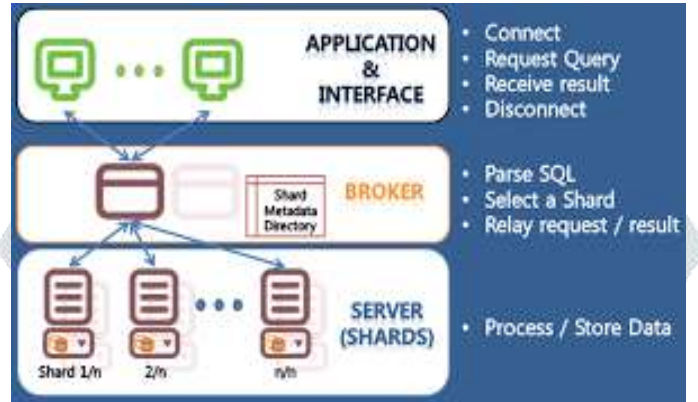 APPLICATION
&
INTERFACE
• Connect
• Request Query
• Receive result
• Disconnect
Shard
Metadata
Directory
BROKER
• Parse SQL
• Select a Shard
• Relay request / result
SERVER
(SHARDS)
• Process / Store Data
Shard 1/n 2/n n/n